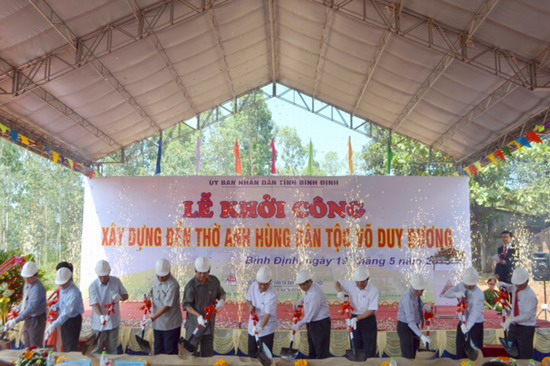 ỦY BAN NHÂN DÂN TỈNH BÌNH ĐỊNH
LỄ KHỞI CÔNG
XÂY DỰNG ĐỀN THỜ ANH HÙNG DÂN TỘC VÕ DUY DƯƠNG
Bình Định, ngày 19 tháng 5 năm